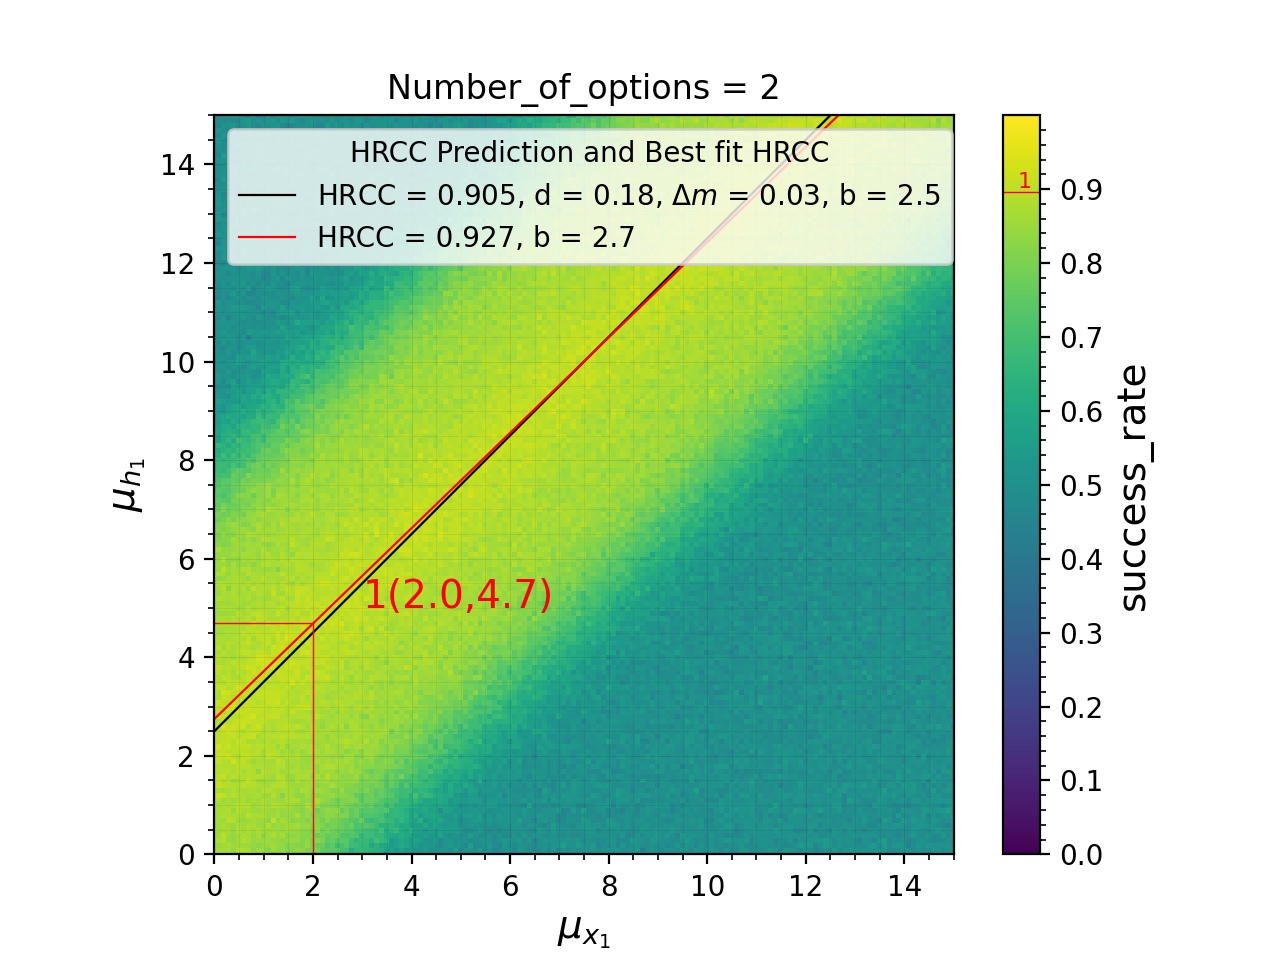 Number_of_options = 2
HRCC Prediction and Best fit HRCC
HRCC = 0.905, d = 0.18, Δm = 0.03, b = 2.5
HRCC = 0.927, b = 2.7
14
12
10
8
6
4
2
0
μh1
1(2.0,4.7)
0 2 4 6 8 10 12 14
μx1
1
0.9
0.8
0.7
0.6
0.5
0.4
0.3
0.2
0.1
0.0
success_rate